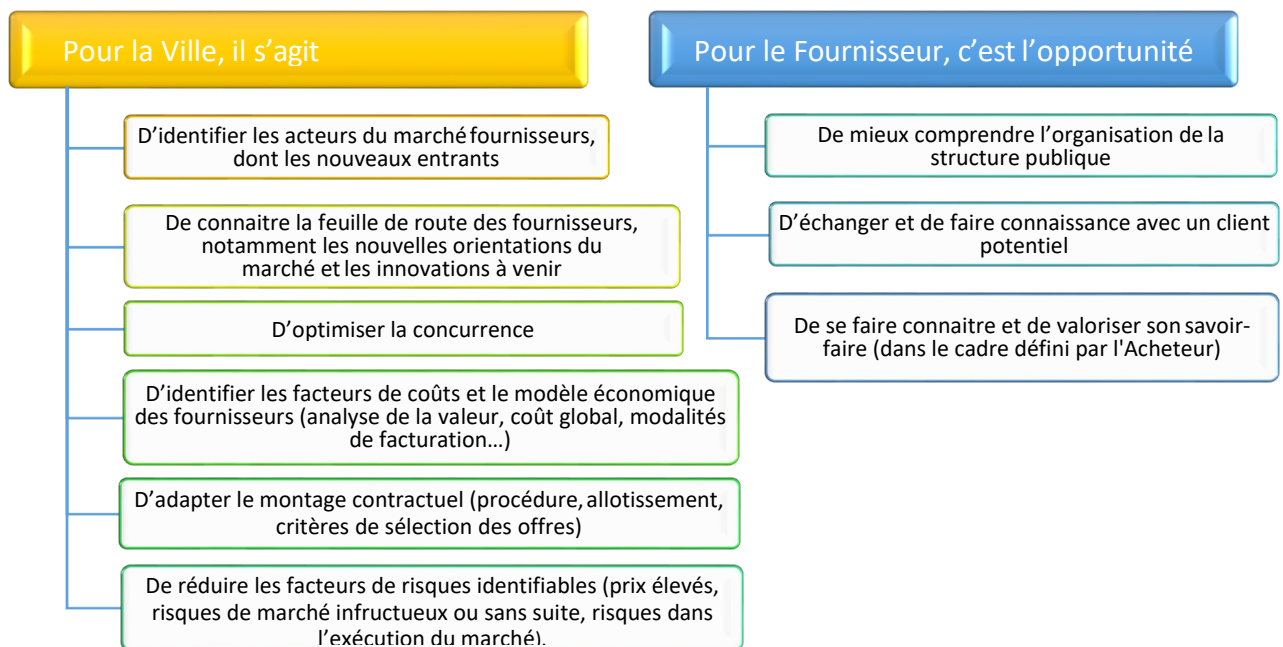 Pour la Ville, il s’agit
D’identifier les acteurs du marché fournisseurs,
dont les nouveaux entrants
De connaitre la feuille de route des fournisseurs,
notamment les nouvelles orientations du
marché et les innovations à venir
D’optimiser la concurrence
D’identifier les facteurs de coûts et le modèle économique
des fournisseurs (analyse de la valeur, coût global, modalités
de facturation…)
D’adapter le montage contractuel (procédure, allotissement,
critères de sélection des offres)
De réduire les facteurs de risques identifiables (prix élevés,
risques de marché infructueux ou sans suite, risques dans
l’exécution du marché).
Pour le Fournisseur, c’est l’opportunité
De mieux comprendre l’organisation de la
structure publique
D’échanger et de faire connaissance avec un client
potentiel
De se faire connaitre et de valoriser son savoir-
faire (dans le cadre défini par l'Acheteur)